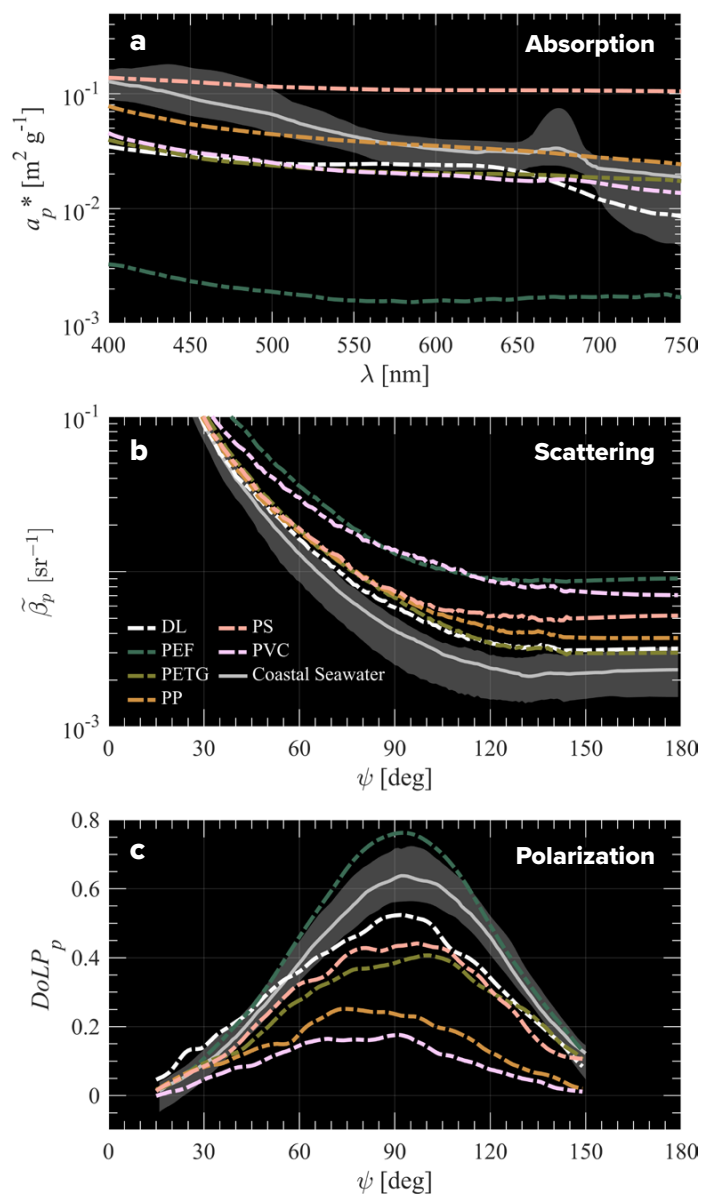 a
Absorption
10⁻¹
10⁻²
10⁻³
a_p* [m² g⁻¹]
400 450 500 550 600 650 700 750
λ [nm]
b
Scattering
10⁻¹
10⁻³
β̃_p [sr⁻¹]
DL PS
PEF PVC
PETG Coastal Seawater
PP
0 30 60 90 120 150 180
ψ [deg]
c
Polarization
0.8
0.6
0.4
0.2
0
DoLP_p
0 30 60 90 120 150 180
ψ [deg]